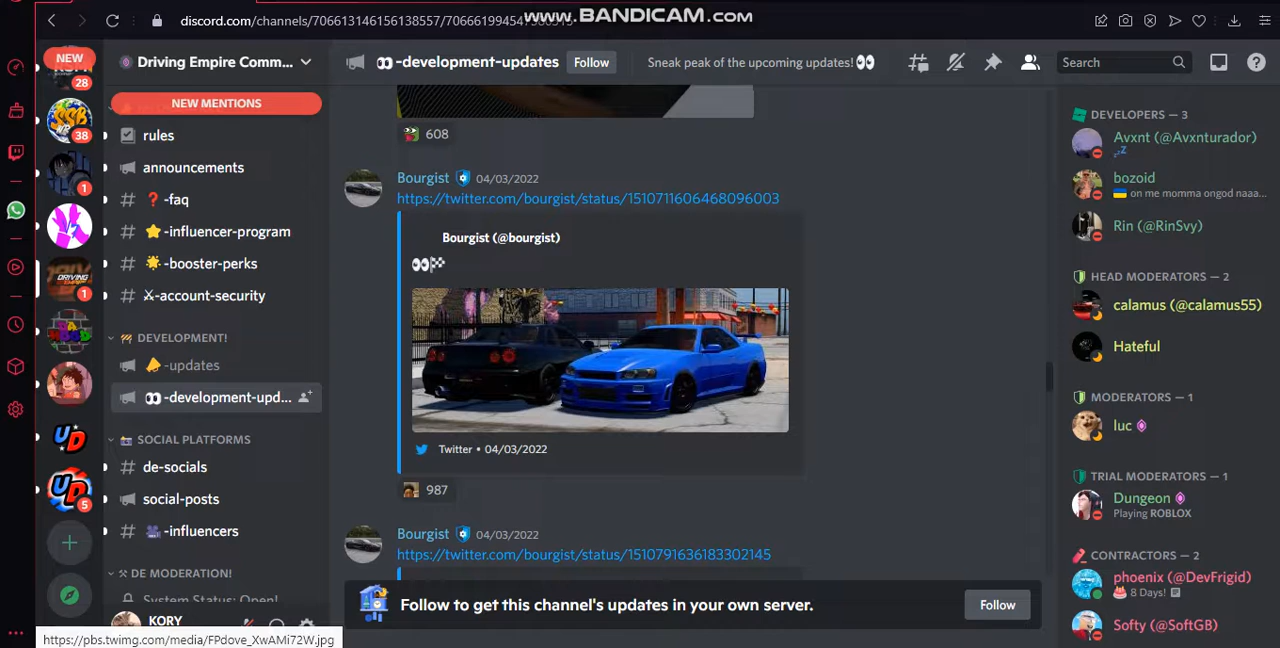 www.BANDICAM.com
discord.com/channels/706613146156138557/70666199454
NEW
28
38
1
1
5
Driving Empire Comm...
NEW MENTIONS
rules
announcements
-faq
-influencer-program
-booster-perks
-account-security
DEVELOPMENT!
-updates
-development-upd...
SOCIAL PLATFORMS
de-socials
social-posts
-influencers
DE MODERATION!
System Status: Open!
KORY
https://pbs.twimg.com/media/FPdove_XwAMi72W.jpg
-development-updates
Follow
Sneak peak of the upcoming updates!
Search
608
Bourgist 04/03/2022
https://twitter.com/bourgist/status/1510711606468096003
Bourgist (@bourgist)
Twitter • 04/03/2022
987
Bourgist 04/03/2022
https://twitter.com/bourgist/status/1510791636183302145
Follow to get this channel's updates in your own server.
Follow
DEVELOPERS — 3
Avxnt (@Avxnturador)
bozoid
on me momma ongod naaa...
Rin (@RinSvy)
HEAD MODERATORS — 2
calamus (@calamus55)
Hateful
MODERATORS — 1
luc
TRIAL MODERATORS — 1
Dungeon
Playing ROBLOX
CONTRACTORS — 2
phoenix (@DevFrigid)
8 Days!
Softy (@SoftGB)